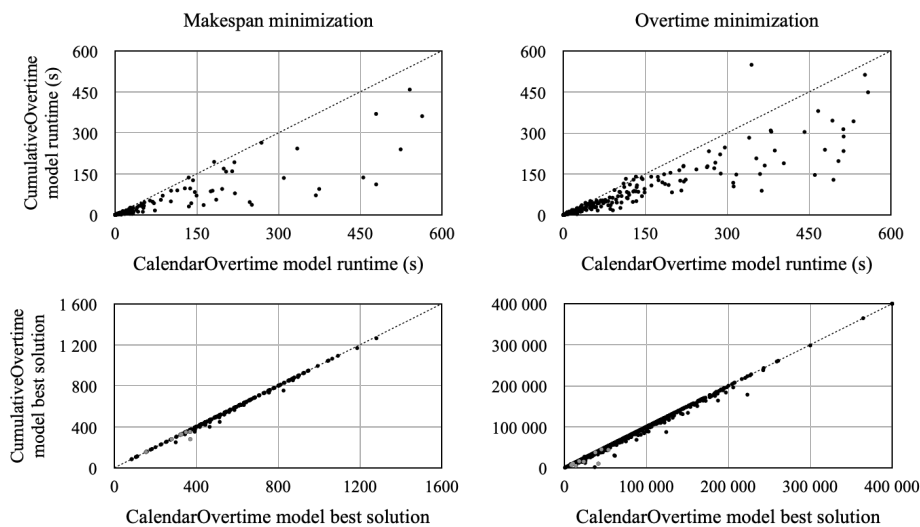 Makespan minimization
Overtime minimization
CumulativeOvertime
model runtime (s)
600
450
300
150
0
0 150 300 450 600
CalendarOvertime model runtime (s)
600
450
300
150
0
0 150 300 450 600
CalendarOvertime model runtime (s)
CumulativeOvertime
model best solution
1 600
1 200
800
400
0
0 400 800 1200 1600
CalendarOvertime model best solution
400 000
300 000
200 000
100 000
0
0 100 000 200 000 300 000 400 000
CalendarOvertime model best solution